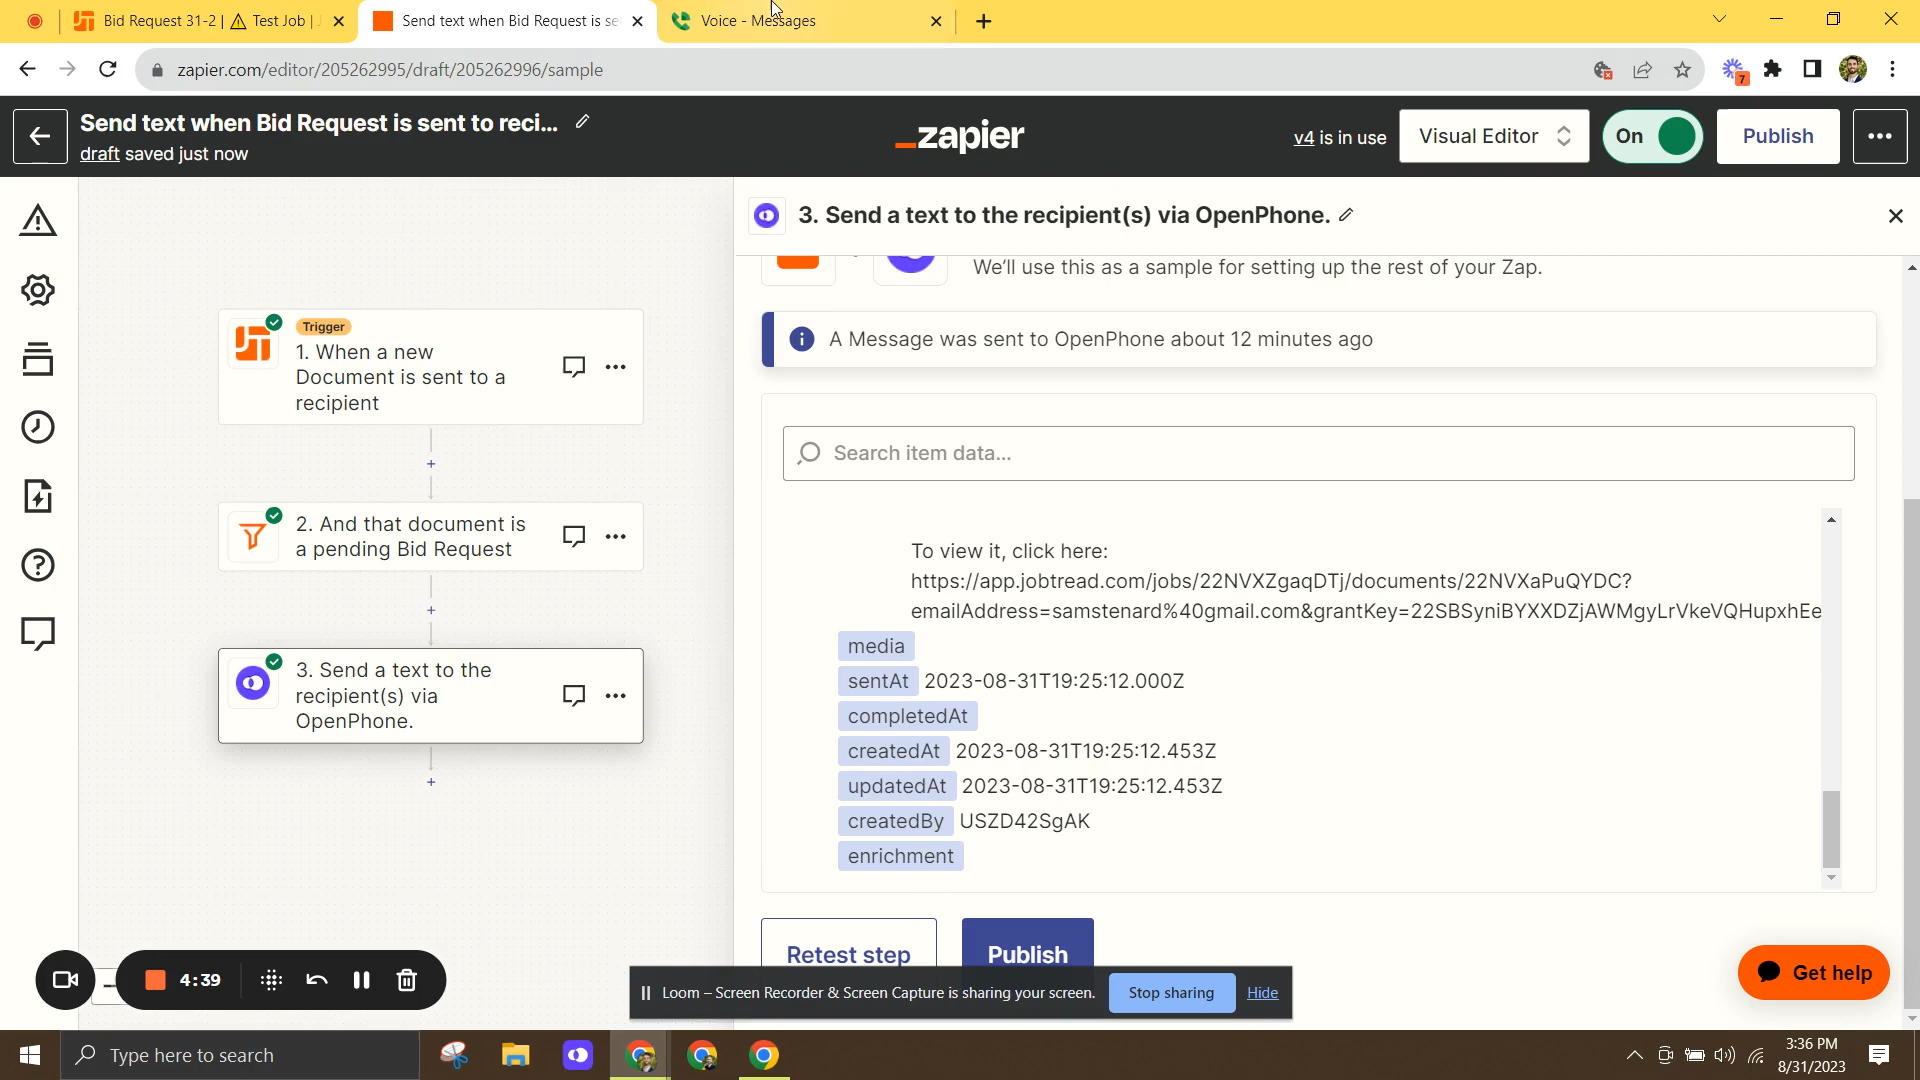 Bid Request 31-2 | ⚠ Test Job | J
Send text when Bid Request is se
Voice - Messages
zapier.com/editor/205262995/draft/205262996/sample
7
Send text when Bid Request is sent to reci...
draft saved just now
_zapier
v4 is in use
Visual Editor
On
Publish
3. Send a text to the recipient(s) via OpenPhone.
We'll use this as a sample for setting up the rest of your Zap.
A Message was sent to OpenPhone about 12 minutes ago
Search item data...
Trigger
1. When a new
Document is sent to a
recipient
2. And that document is
a pending Bid Request
3. Send a text to the
recipient(s) via
OpenPhone.
To view it, click here:
https://app.jobtread.com/jobs/22NVXZgaqDTj/documents/22NVXaPuQYDC?
emailAddress=samstenard%40gmail.com&grantKey=22SBSyniBYXXDZjAWMgyLrVkeVQHupxhEe
media
sentAt 2023-08-31T19:25:12.000Z
completedAt
createdAt 2023-08-31T19:25:12.453Z
updatedAt 2023-08-31T19:25:12.453Z
createdBy USZD42SgAK
enrichment
Retest step
Publish
Get help
4:39
Loom – Screen Recorder & Screen Capture is sharing your screen.
Stop sharing
Hide
Type here to search
3:36 PM
8/31/2023